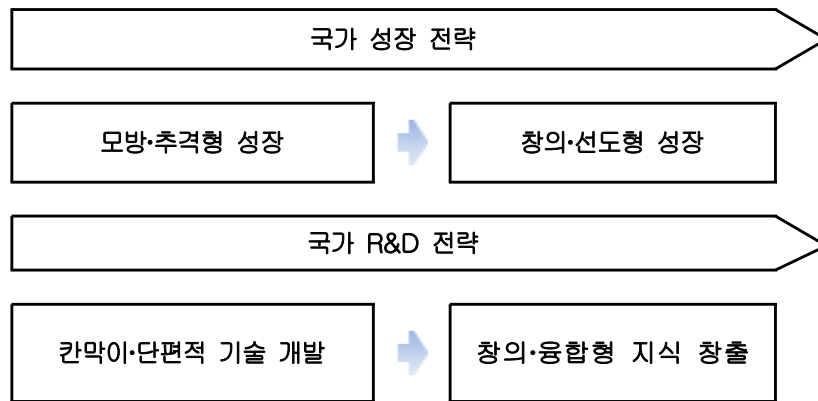 국가 성장 전략
모방·추격형 성장
창의·선도형 성장
국가 R&D 전략
칸막이·단편적 기술 개발
창의·융합형 지식 창출